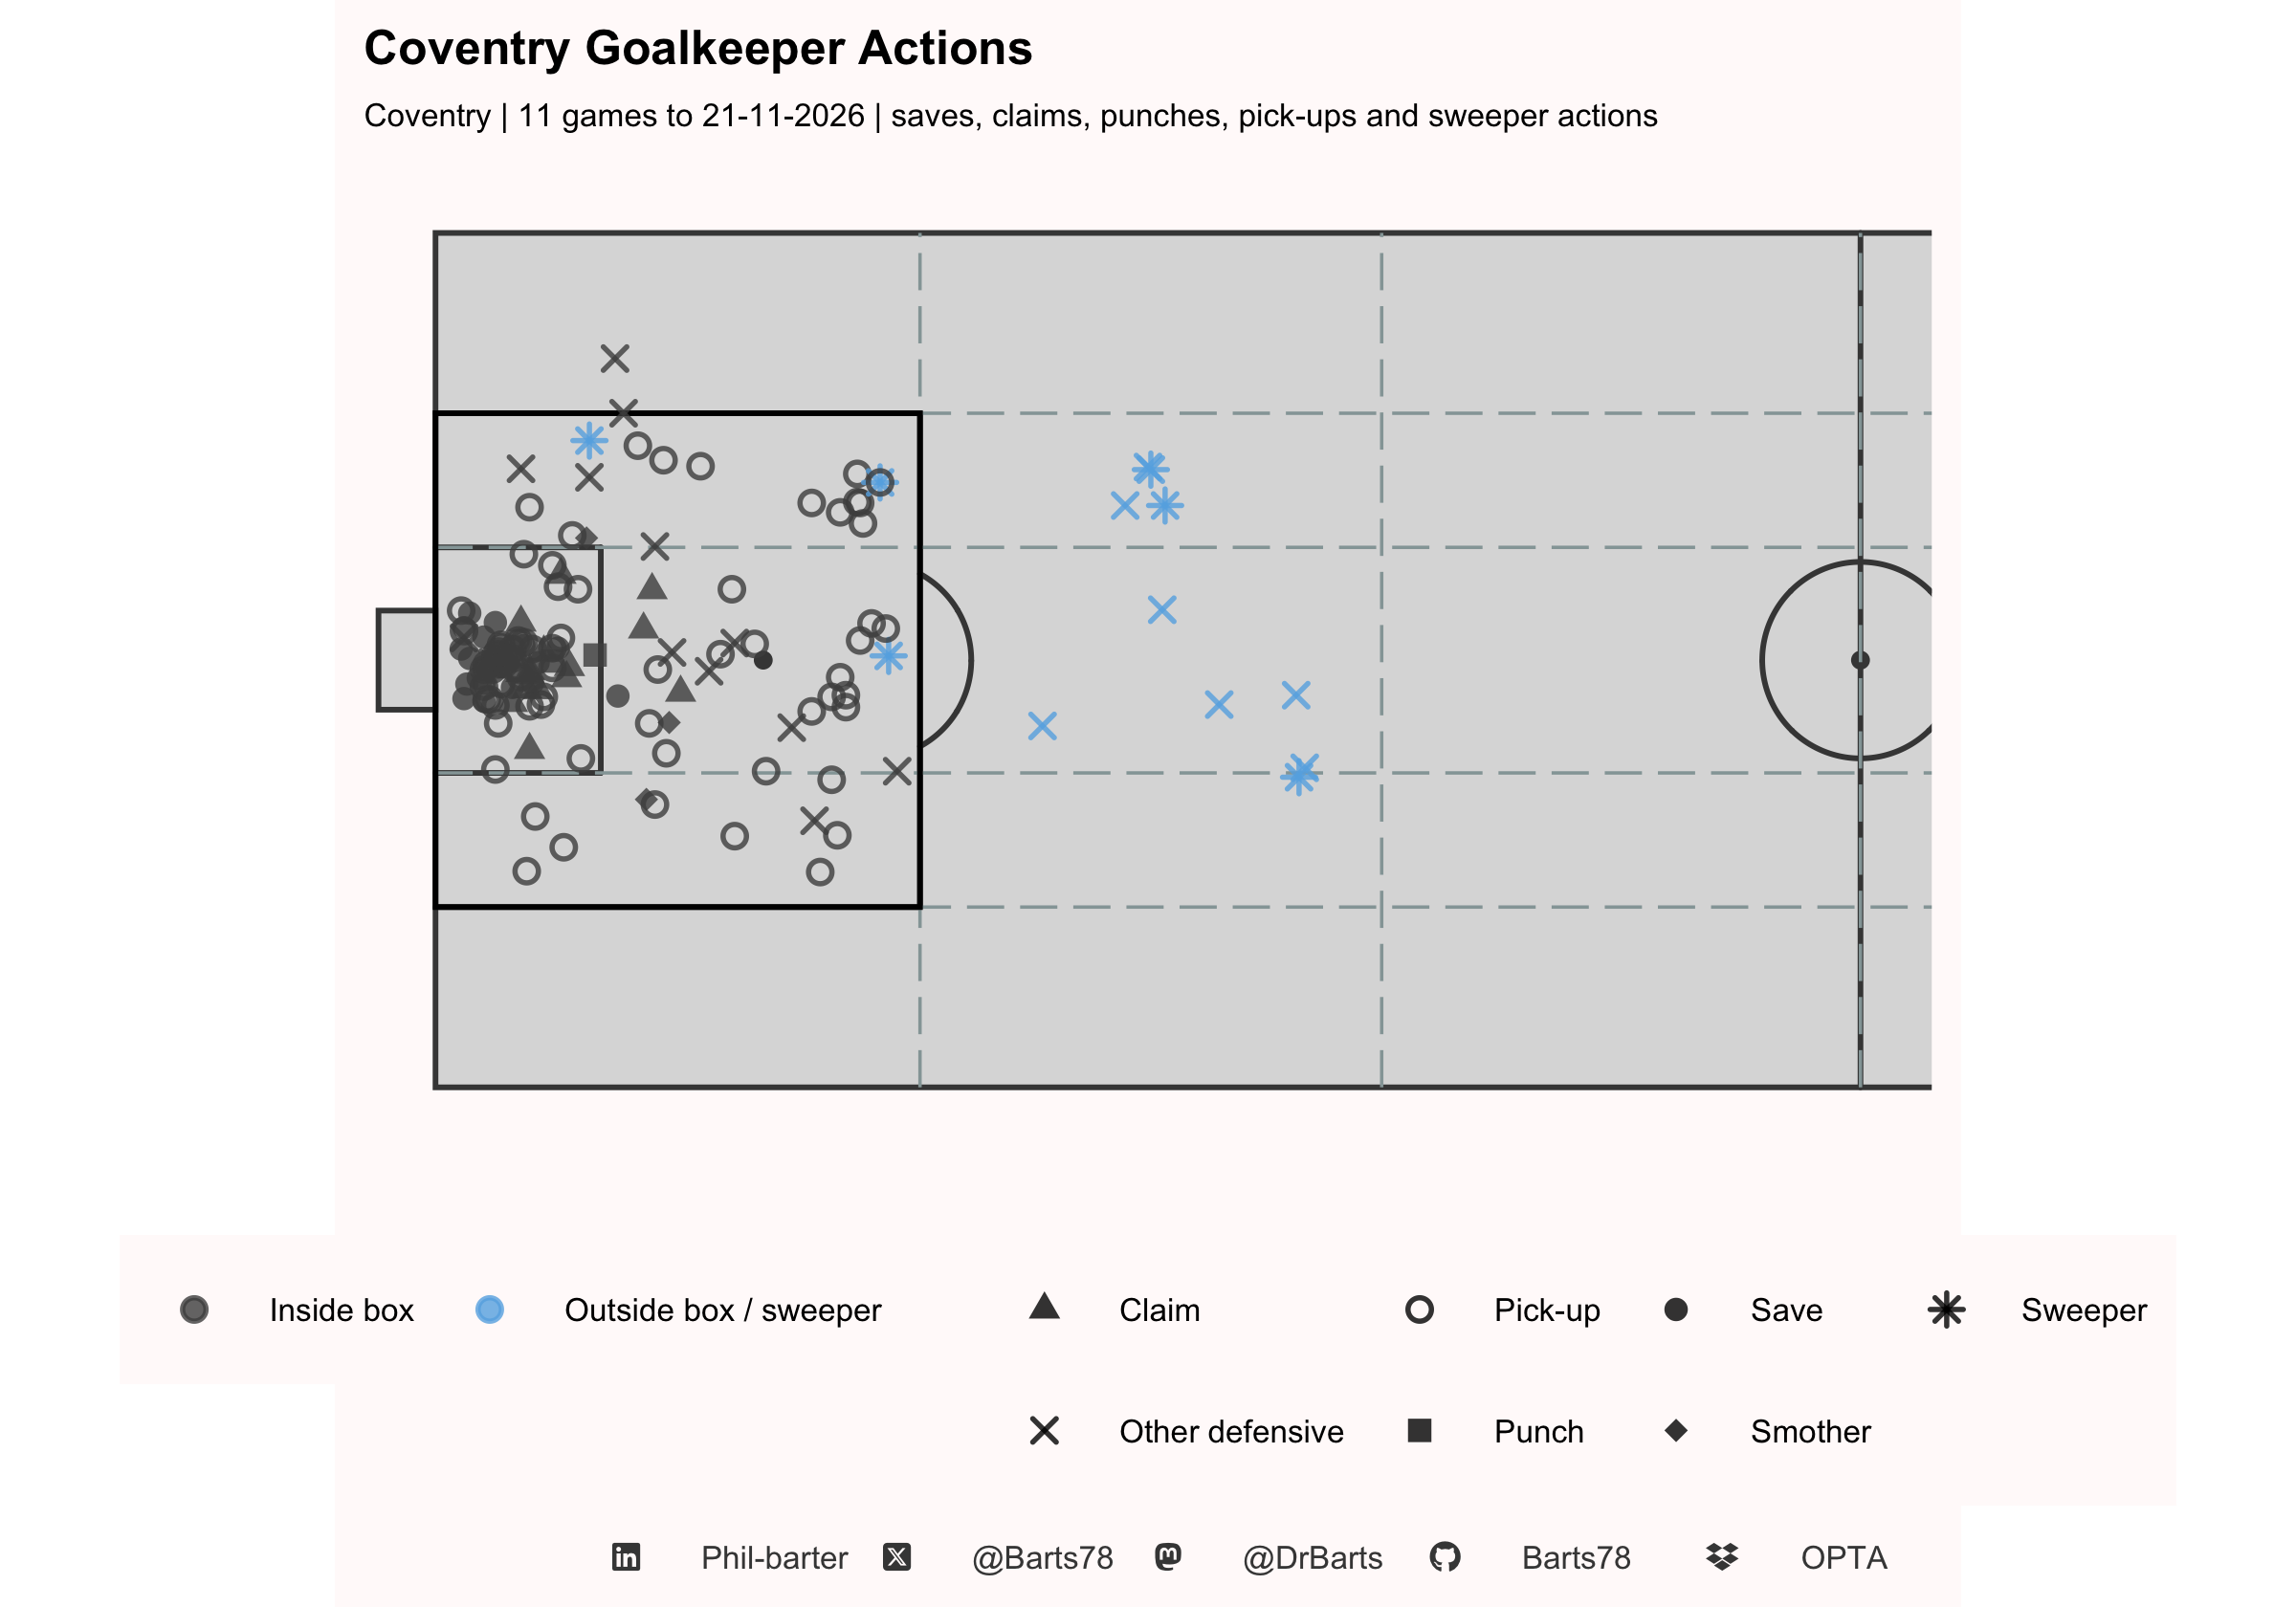 Coventry Goalkeeper Actions
Coventry | 11 games to 21-11-2026 | saves, claims, punches, pick-ups and sweeper actions
Inside box Outside box / sweeper Claim Pick-up Save Sweeper
Other defensive Punch Smother
Phil-barter @Barts78 @DrBarts Barts78 OPTA